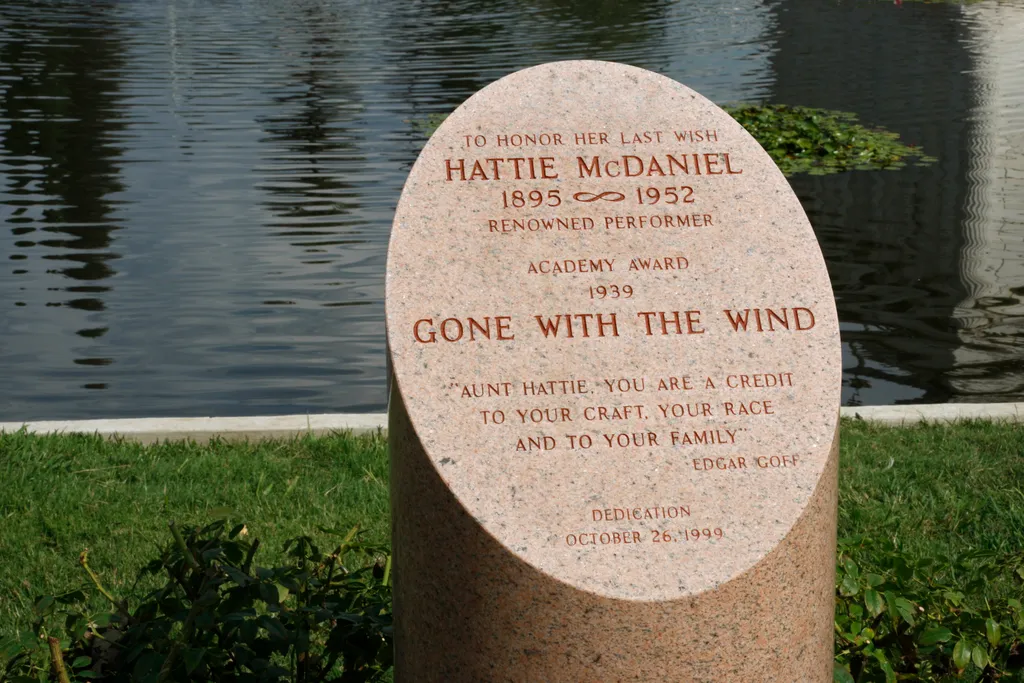 TO HONOR HER LAST WISH
HATTIE McDANIEL
1895 ∞ 1952
RENOWNED PERFORMER
ACADEMY AWARD
1939
GONE WITH THE WIND
"AUNT HATTIE, YOU ARE A CREDIT
TO YOUR CRAFT, YOUR RACE
AND TO YOUR FAMILY"
EDGAR GOFF
DEDICATION
OCTOBER 26, 1999